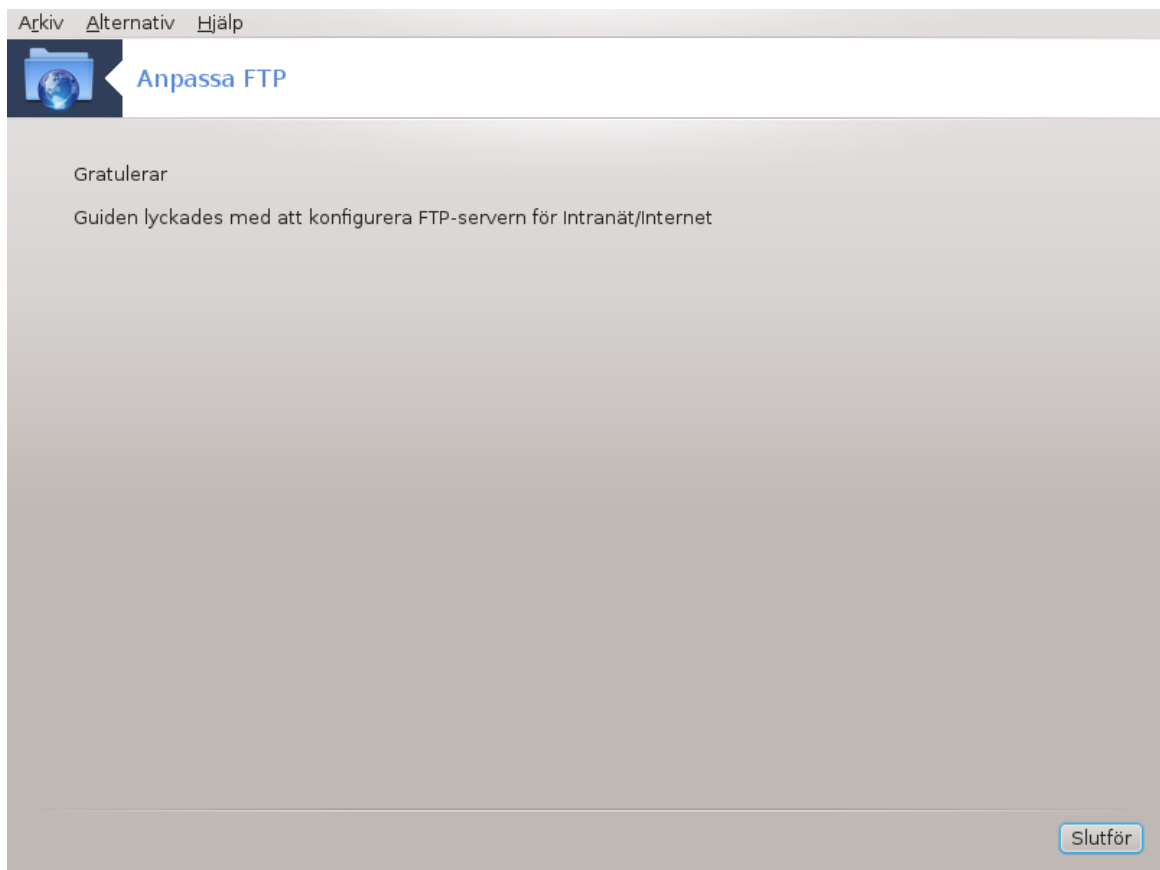 Arkiv Alternativ Hjälp
Anpassa FTP
Gratulerar
Guiden lyckades med att konfigurera FTP-servern för Intranät/Internet
Slutför